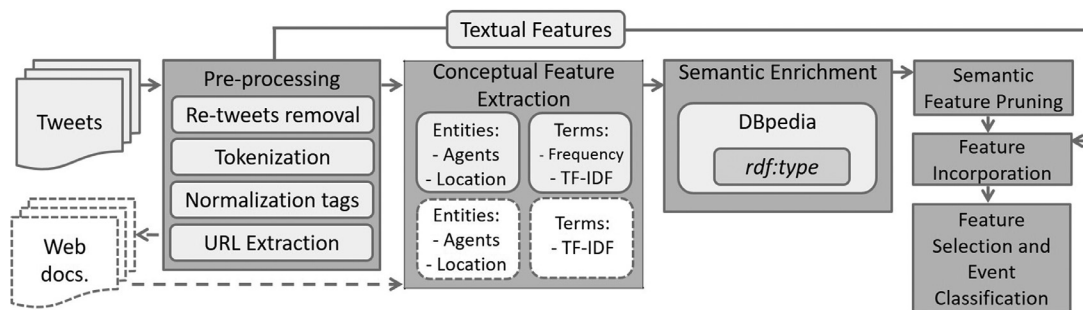 Textual Features
Tweets
Pre-processing
Re-tweets removal
Tokenization
Normalization tags
URL Extraction
Web
docs.
Conceptual Feature
Extraction
Entities:
- Agents
- Location
Terms:
- Frequency
- TF-IDF
Entities:
- Agents
- Location
Terms:
- TF-IDF
Semantic Enrichment
DBpedia
rdf:type
Semantic
Feature Pruning
Feature
Incorporation
Feature
Selection and
Event
Classification